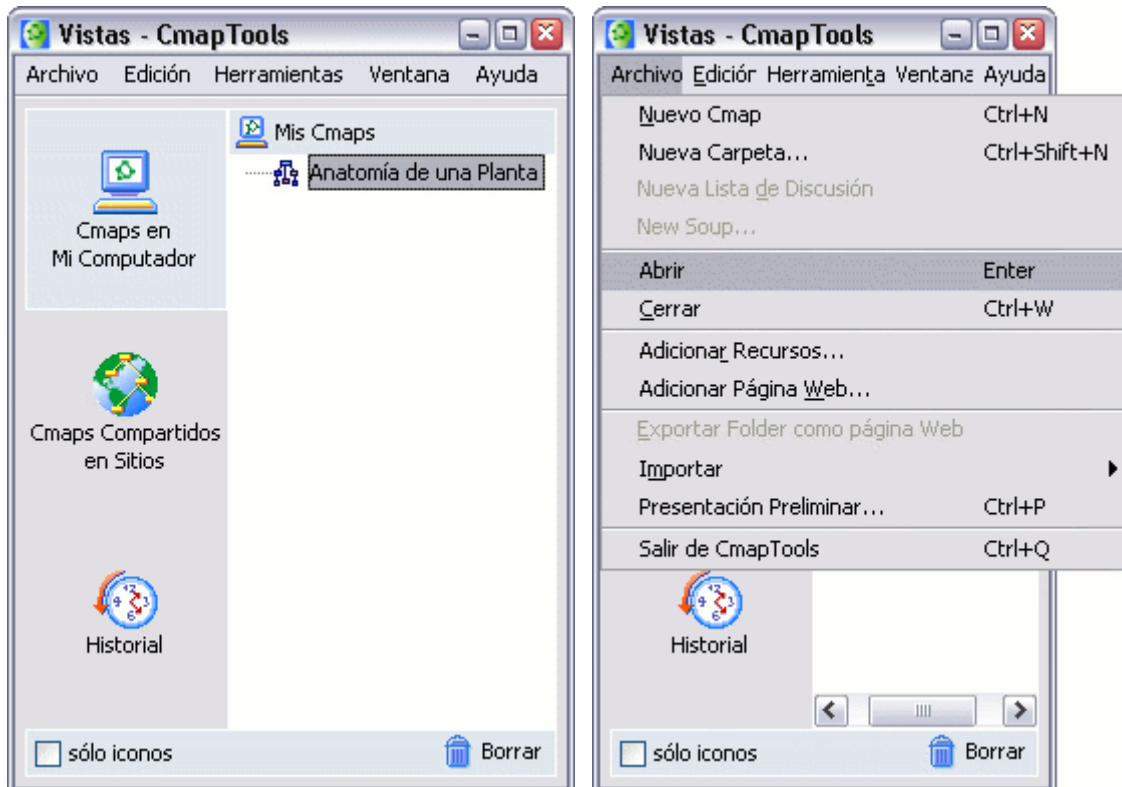 Vistas - CmapTools
Archivo Edición Herramientas Ventana Ayuda
Mis Cmaps
Anatomía de una Planta
Cmaps en
Mi Computador
Cmaps Compartidos
en Sitios
Historial
sólo iconos
Borrar
Vistas - CmapTools
Archivo Edición Herramienta Ventana Ayuda
Nuevo Cmap Ctrl+N
Nueva Carpeta... Ctrl+Shift+N
Nueva Lista de Discusión
New Soup...
Abrir Enter
Cerrar Ctrl+W
Adicionar Recursos...
Adicionar Página Web...
Exportar Folder como página Web
Importar
Presentación Preliminar... Ctrl+P
Salir de CmapTools Ctrl+Q
Historial
sólo iconos
Borrar